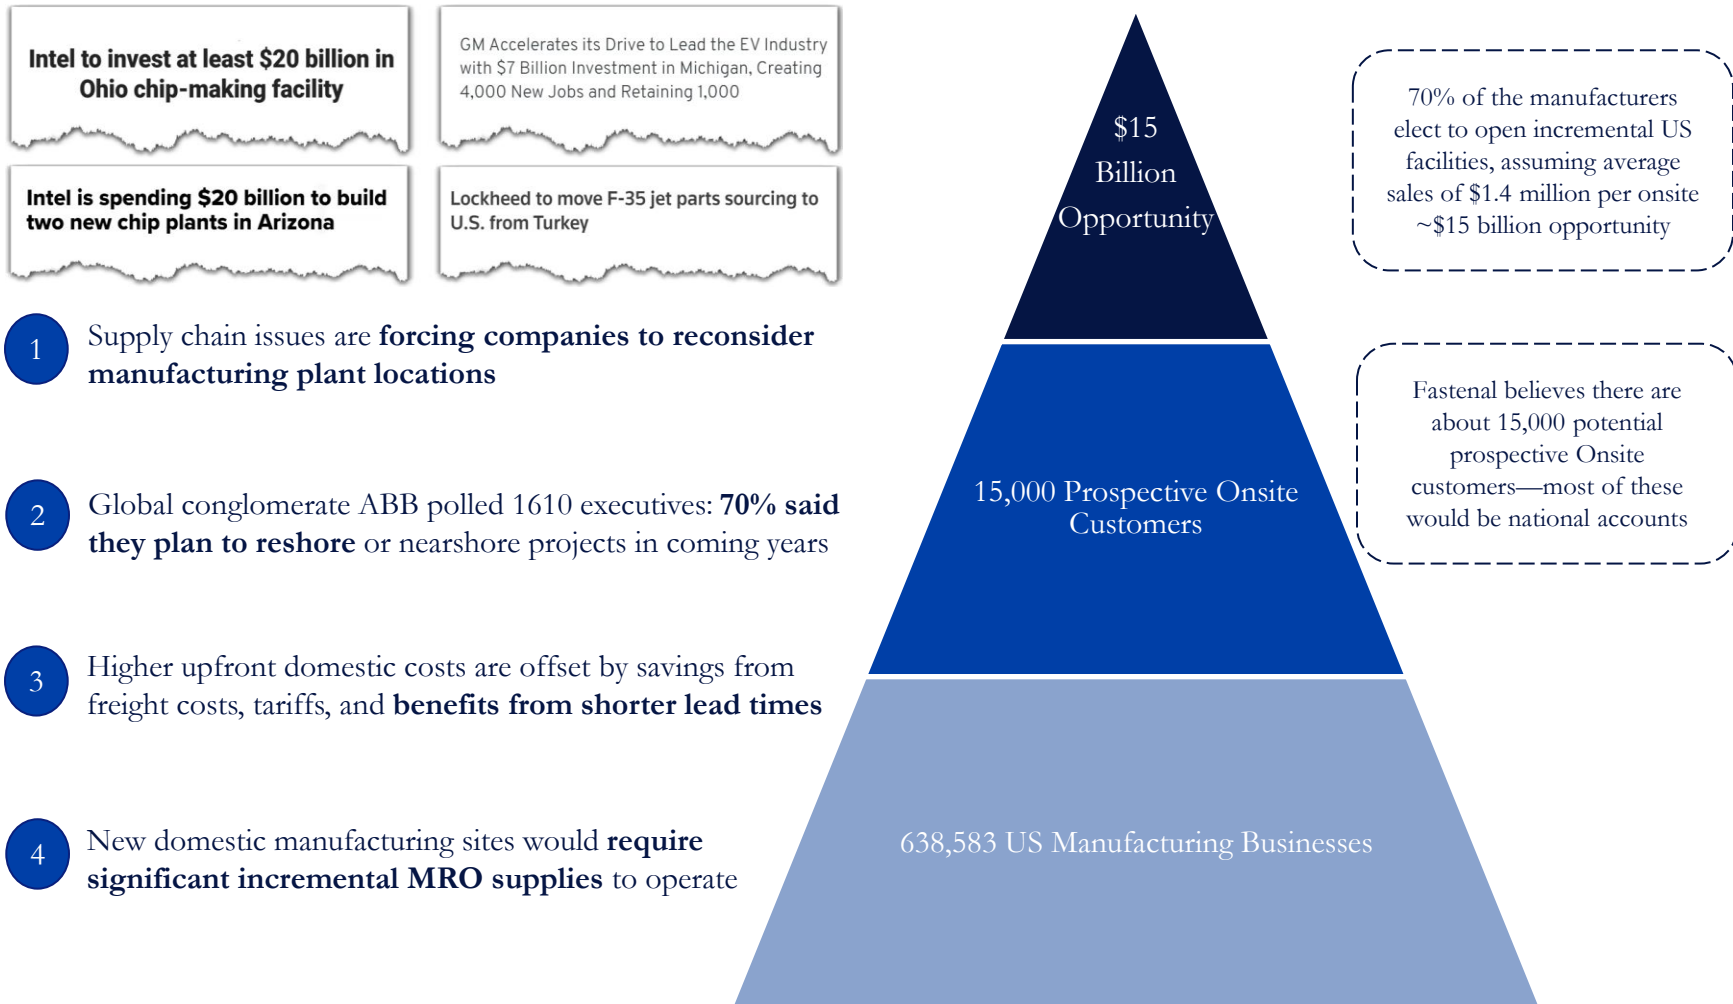 Intel to invest at least $20 billion in
Ohio chip-making facility
GM Accelerates its Drive to Lead the EV Industry
with $7 Billion Investment in Michigan, Creating
4,000 New Jobs and Retaining 1,000
Intel is spending $20 billion to build
two new chip plants in Arizona
Lockheed to move F-35 jet parts sourcing to
U.S. from Turkey
1
Supply chain issues are forcing companies to reconsider
manufacturing plant locations
2
Global conglomerate ABB polled 1610 executives: 70% said
they plan to reshore or nearshore projects in coming years
3
Higher upfront domestic costs are offset by savings from
freight costs, tariffs, and benefits from shorter lead times
4
New domestic manufacturing sites would require
significant incremental MRO supplies to operate
$15
Billion
Opportunity
15,000 Prospective Onsite
Customers
638,583 US Manufacturing Businesses
70% of the manufacturers
elect to open incremental US
facilities, assuming average
sales of $1.4 million per onsite
~$15 billion opportunity
Fastenal believes there are
about 15,000 potential
prospective Onsite
customers—most of these
would be national accounts